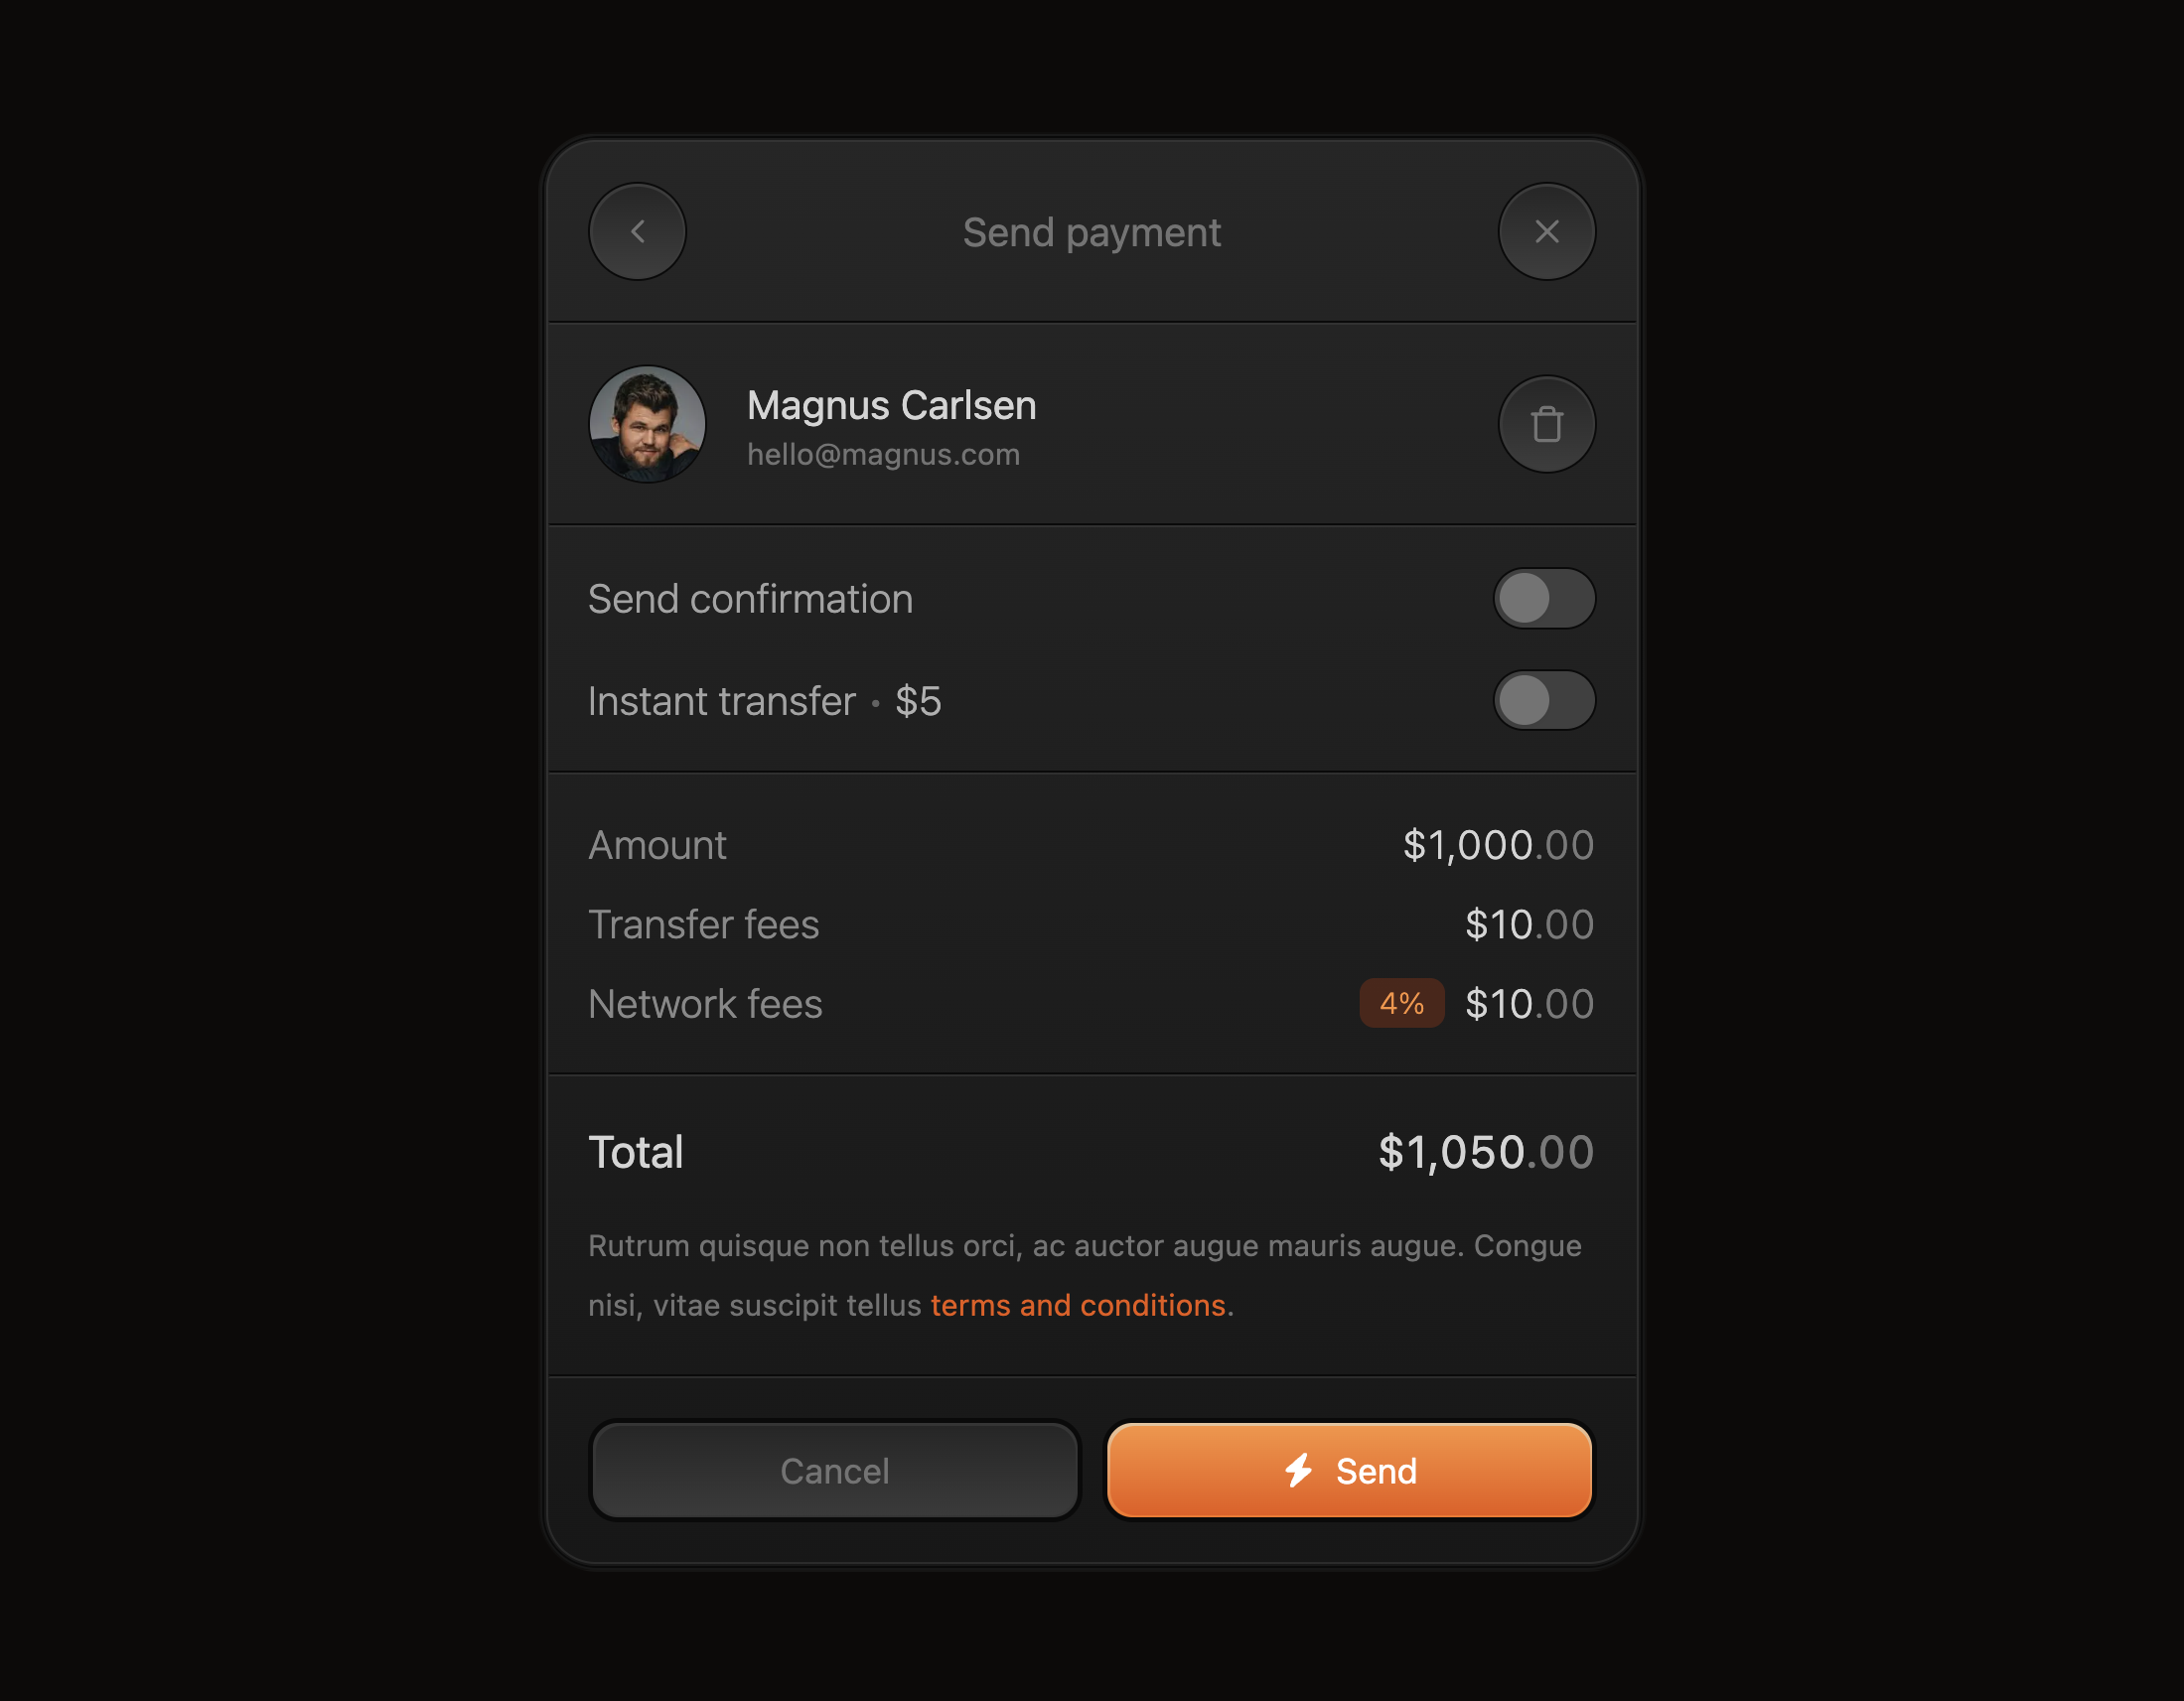 Send payment
Magnus Carlsen
hello@magnus.com
Send confirmation
Instant transfer • $5
Amount $1,000.00
Transfer fees $10.00
Network fees 4% $10.00
Total $1,050.00
Rutrum quisque non tellus orci, ac auctor augue mauris augue. Congue
nisi, vitae suscipit tellus terms and conditions.
Cancel Send